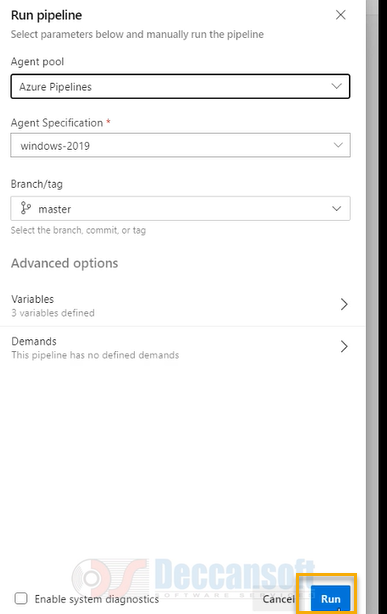 Run pipeline
Select parameters below and manually run the pipeline
Agent pool
Azure Pipelines
Agent Specification *
windows-2019
Branch/tag
master
Select the branch, commit, or tag
Advanced options
Variables
3 variables defined
Demands
This pipeline has no defined demands
Deccansoft
SOFTWARE SERVICES
Enable system diagnostics
Cancel
Run